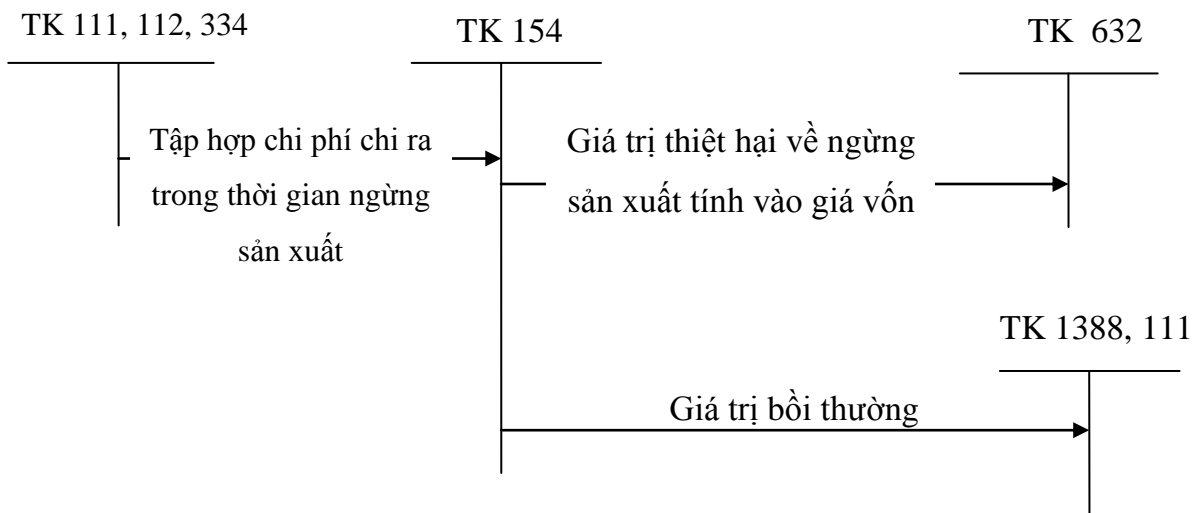 TK 111, 112, 334
TK 154
TK 632
Tập hợp chi phí chi ra
trong thời gian ngừng
sản xuất
Giá trị thiệt hại về ngừng
sản xuất tính vào giá vốn
TK 1388, 111
Giá trị bồi thường